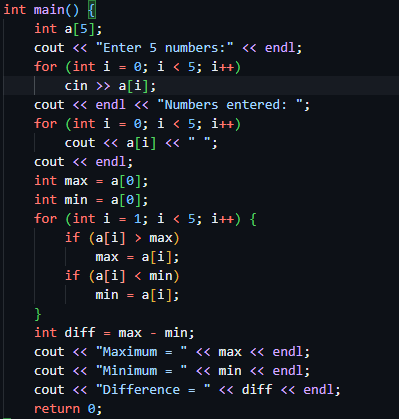 int main() {
    int a[5];
    cout << "Enter 5 numbers:" << endl;
    for (int i = 0; i < 5; i++)
        cin >> a[i];
    cout << endl << "Numbers entered: ";
    for (int i = 0; i < 5; i++)
        cout << a[i] << " ";
    cout << endl;
    int max = a[0];
    int min = a[0];
    for (int i = 1; i < 5; i++) {
        if (a[i] > max)
            max = a[i];
        if (a[i] < min)
            min = a[i];
    }
    int diff = max - min;
    cout << "Maximum = " << max << endl;
    cout << "Minimum = " << min << endl;
    cout << "Difference = " << diff << endl;
    return 0;